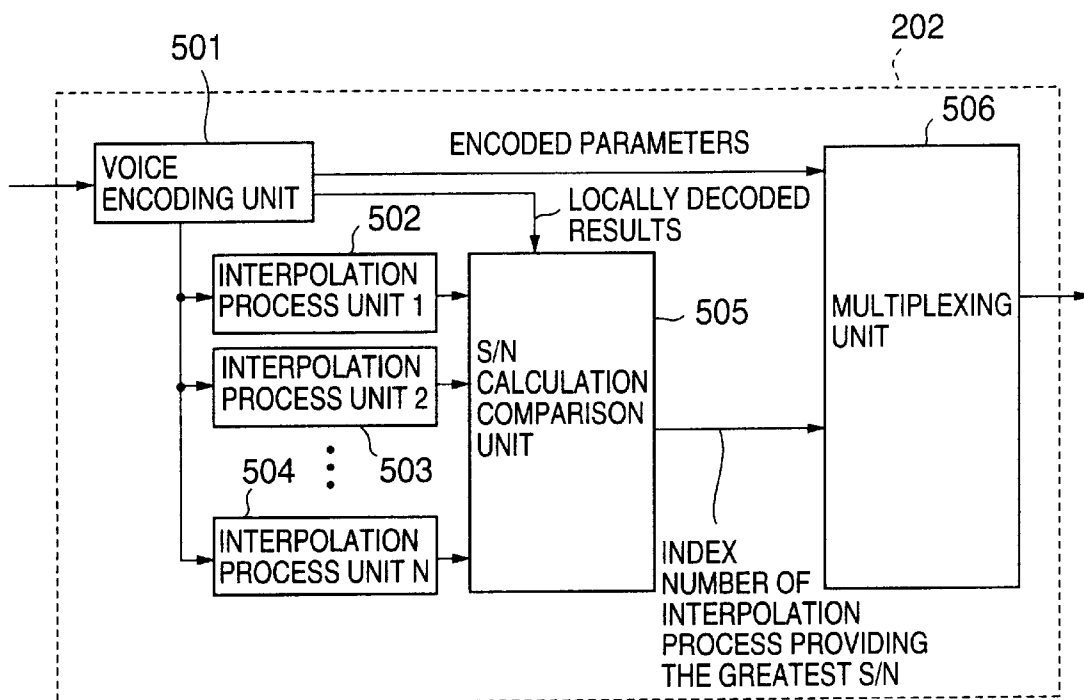 202
501
506
VOICE
ENCODING UNIT
ENCODED PARAMETERS
LOCALLY DECODED
RESULTS
502
INTERPOLATION
PROCESS UNIT 1
505
S/N
CALCULATION
COMPARISON
UNIT
MULTIPLEXING
UNIT
INTERPOLATION
PROCESS UNIT 2
503
504
INTERPOLATION
PROCESS UNIT N
INDEX
NUMBER OF
INTERPOLATION
PROCESS PROVIDING
THE GREATEST S/N